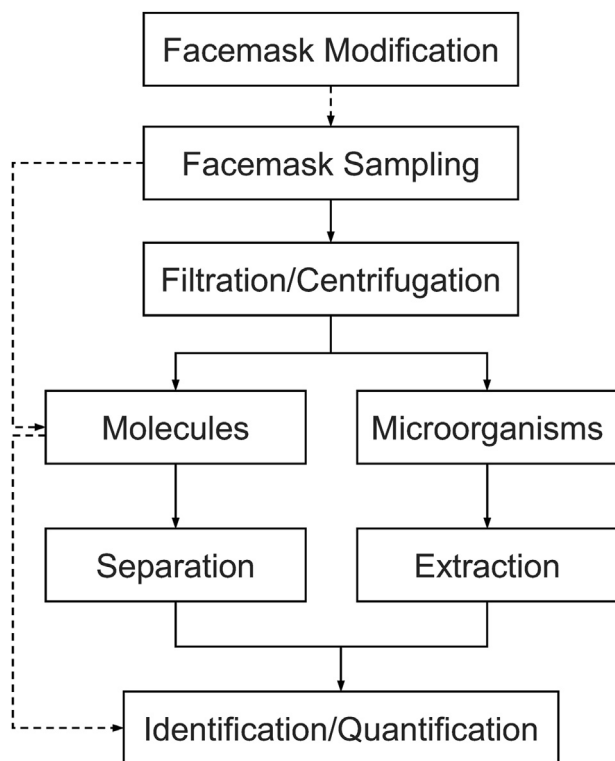 Facemask Modification
Facemask Sampling
Filtration/Centrifugation
Molecules
Microorganisms
Separation
Extraction
Identification/Quantification